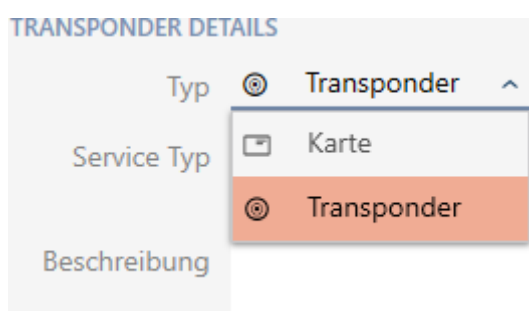 TRANSPONDER DETAILS
Typ Transponder
Karte
Service Typ
Transponder
Beschreibung